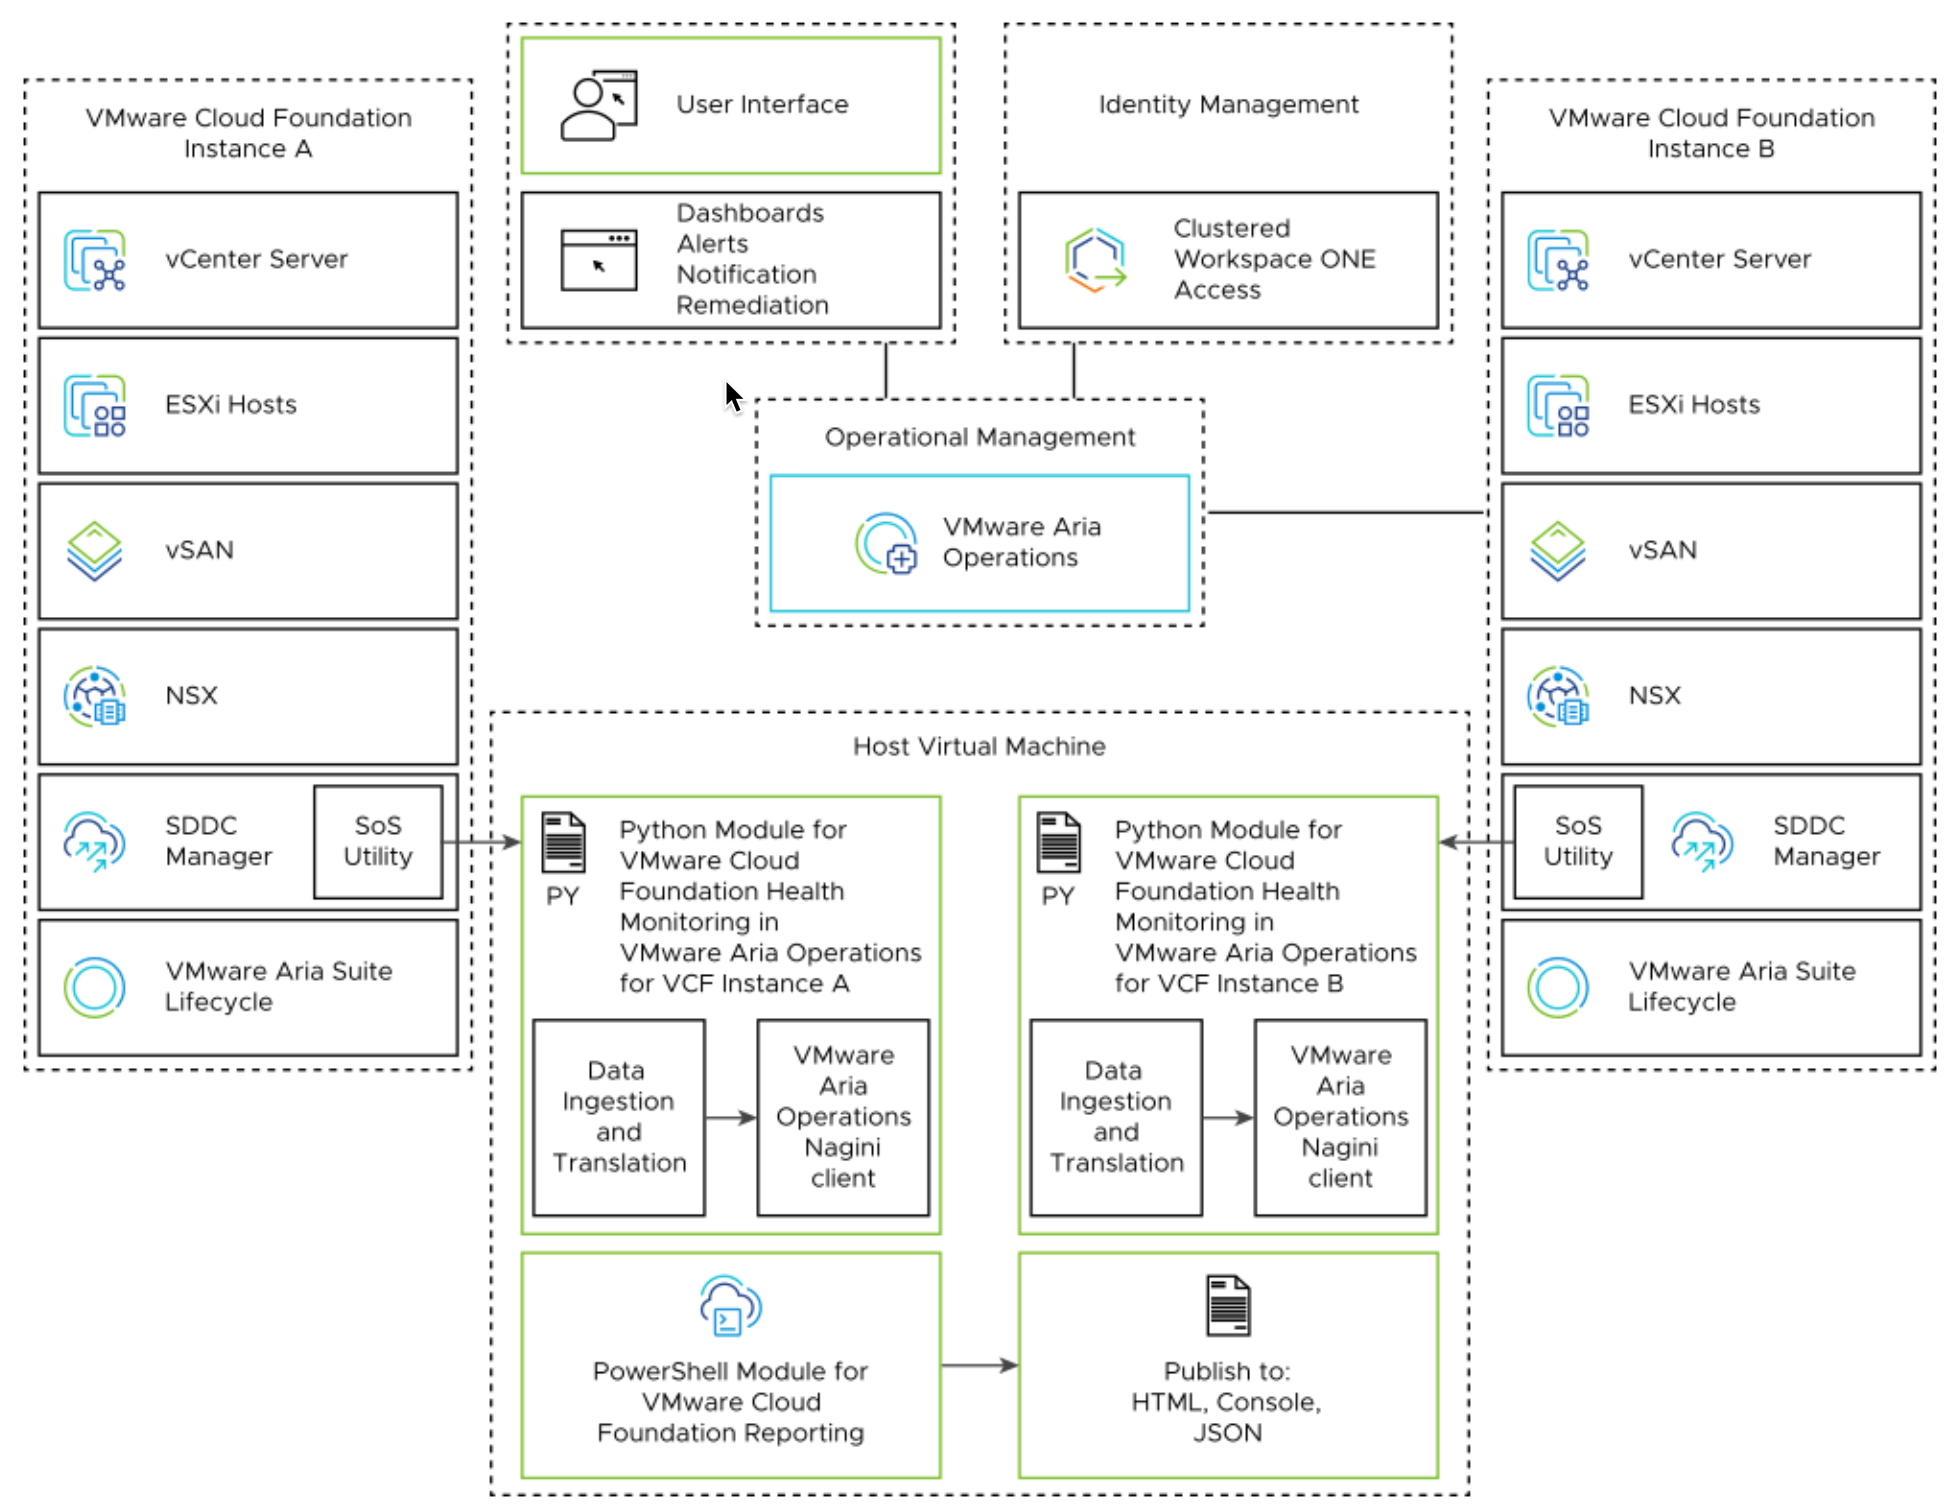 VMware Cloud Foundation
Instance A
vCenter Server
ESXi Hosts
vSAN
NSX
SDDC
Manager
SoS
Utility
VMware Aria Suite
Lifecycle
User Interface
Dashboards
Alerts
Notification
Remediation
Identity Management
Clustered
Workspace ONE
Access
Operational Management
VMware Aria
Operations
VMware Cloud Foundation
Instance B
vCenter Server
ESXi Hosts
vSAN
NSX
SoS
Utility
SDDC
Manager
VMware Aria Suite
Lifecycle
Host Virtual Machine
PY
Python Module for
VMware Cloud
Foundation Health
Monitoring in
VMware Aria Operations
for VCF Instance A
Data
Ingestion
and
Translation
VMware
Aria
Operations
Nagini
client
PY
Python Module for
VMware Cloud
Foundation Health
Monitoring in
VMware Aria Operations
for VCF Instance B
Data
Ingestion
and
Translation
VMware
Aria
Operations
Nagini
client
PowerShell Module for
VMware Cloud
Foundation Reporting
Publish to:
HTML, Console,
JSON